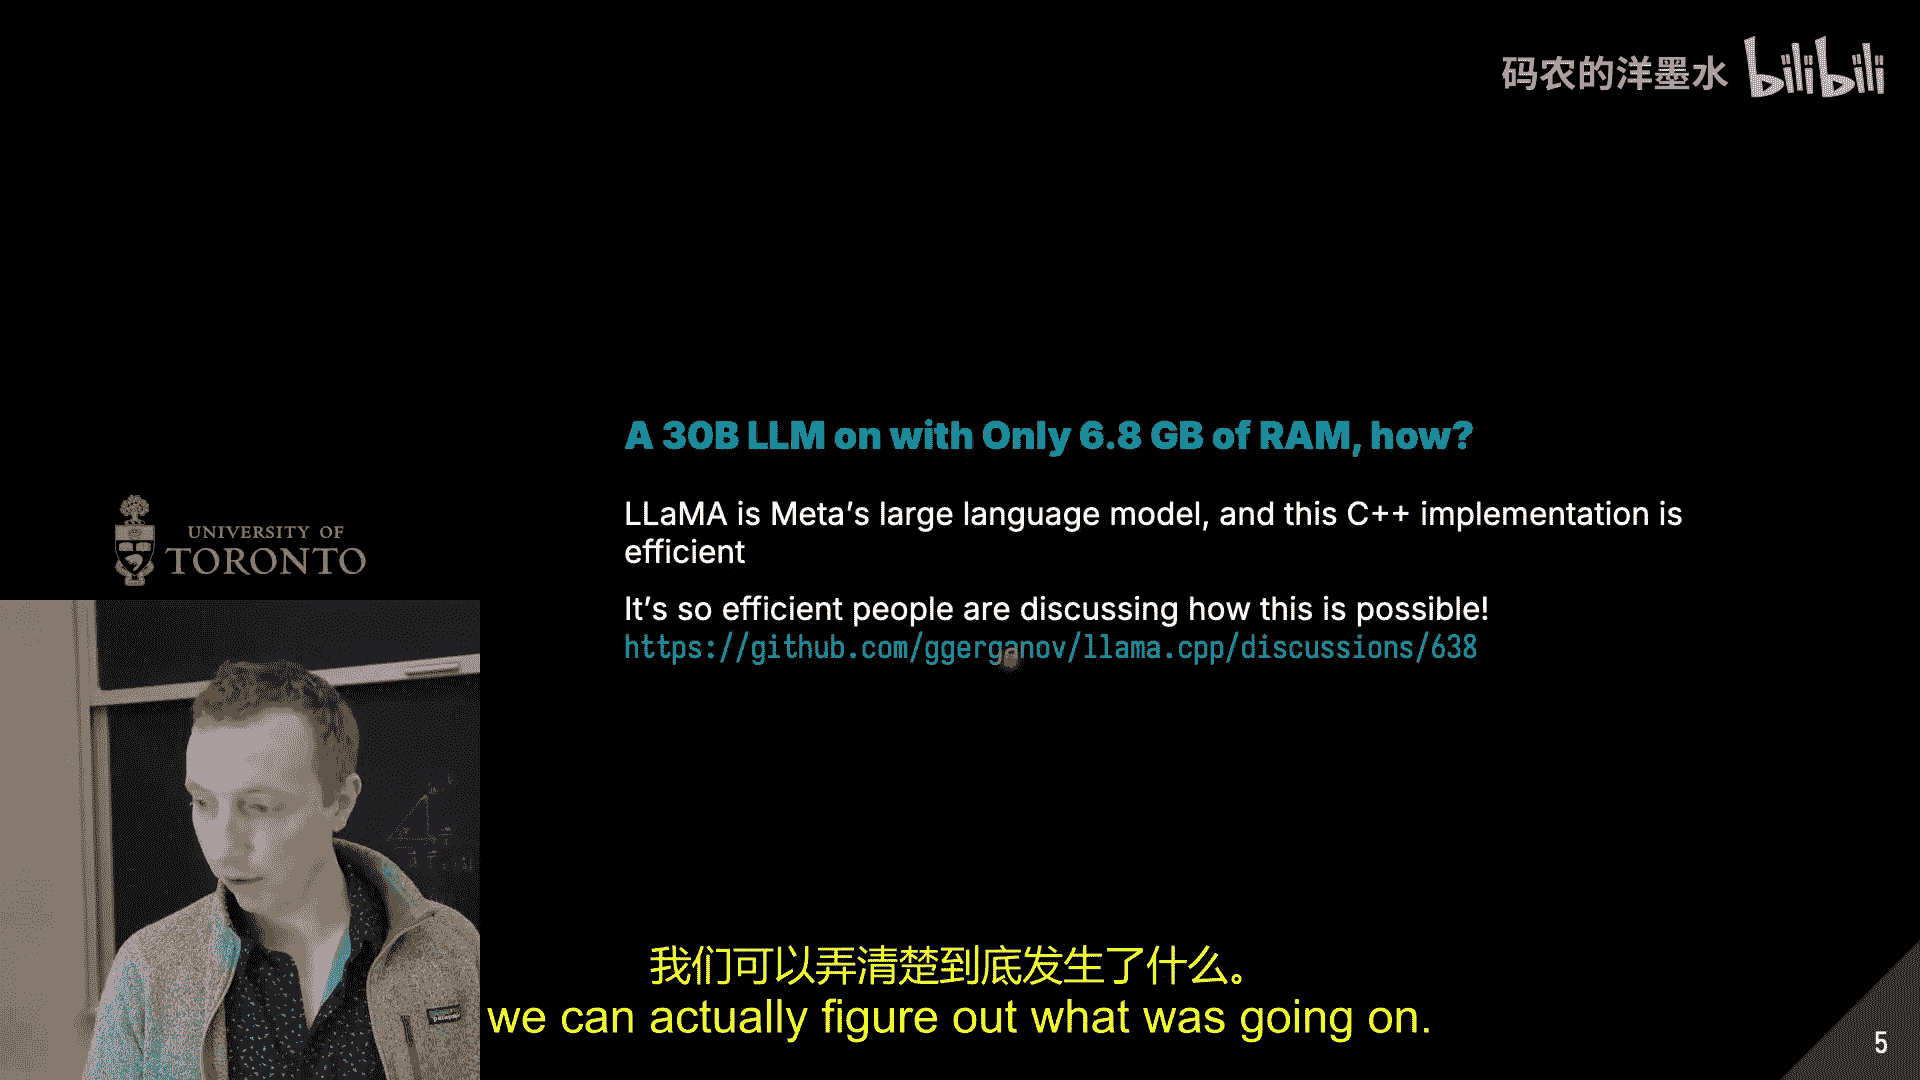 码农的洋墨水 bilibili
A 30B LLM on with Only 6.8 GB of RAM, how?
LLaMA is Meta's large language model, and this C++ implementation is
efficient
It's so efficient people are discussing how this is possible!
https://github.com/ggerganov/llama.cpp/discussions/638
UNIVERSITY OF
TORONTO
我们可以弄清楚到底发生了什么。
we can actually figure out what was going on.
5